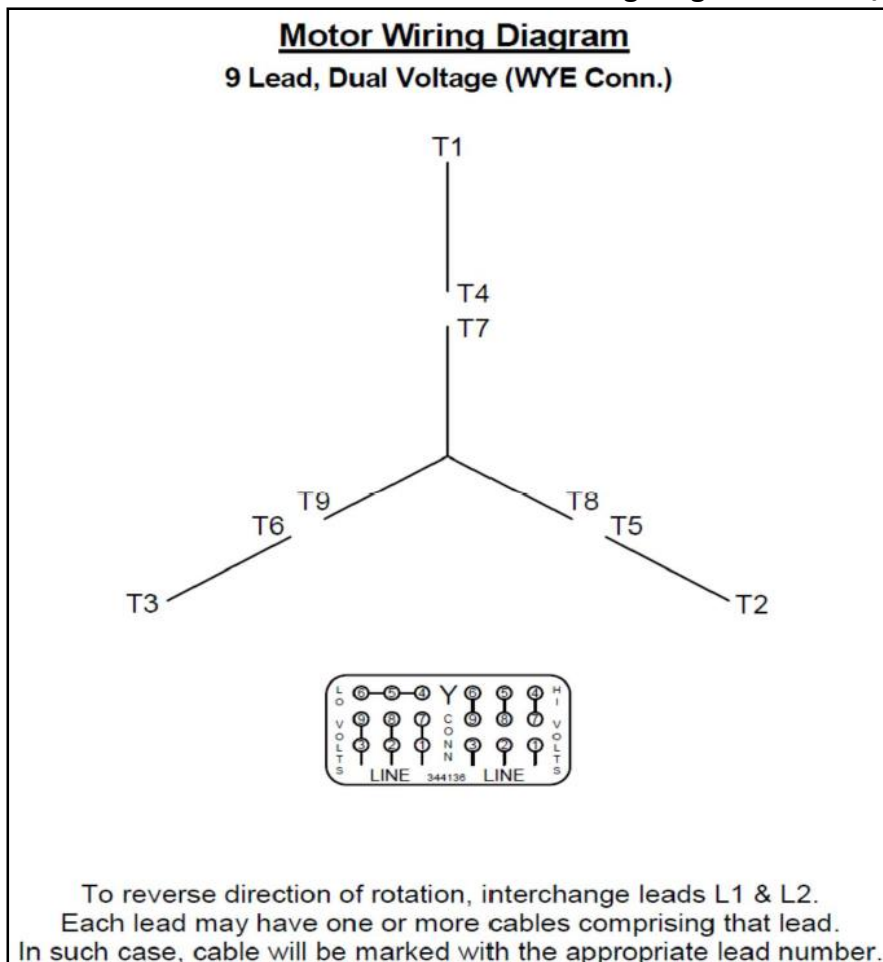 Motor Wiring Diagram
9 Lead, Dual Voltage (WYE Conn.)
T1
T4
T7
T9
T8
T6
T5
T3
T2
LO VOLTS
6 5 4
9 8 7
3 2 1
LINE
Y CONN
344136
6 5 4
9 8 7
3 2 1
LINE
HI VOLTS
To reverse direction of rotation, interchange leads L1 & L2.
Each lead may have one or more cables comprising that lead.
In such case, cable will be marked with the appropriate lead number.